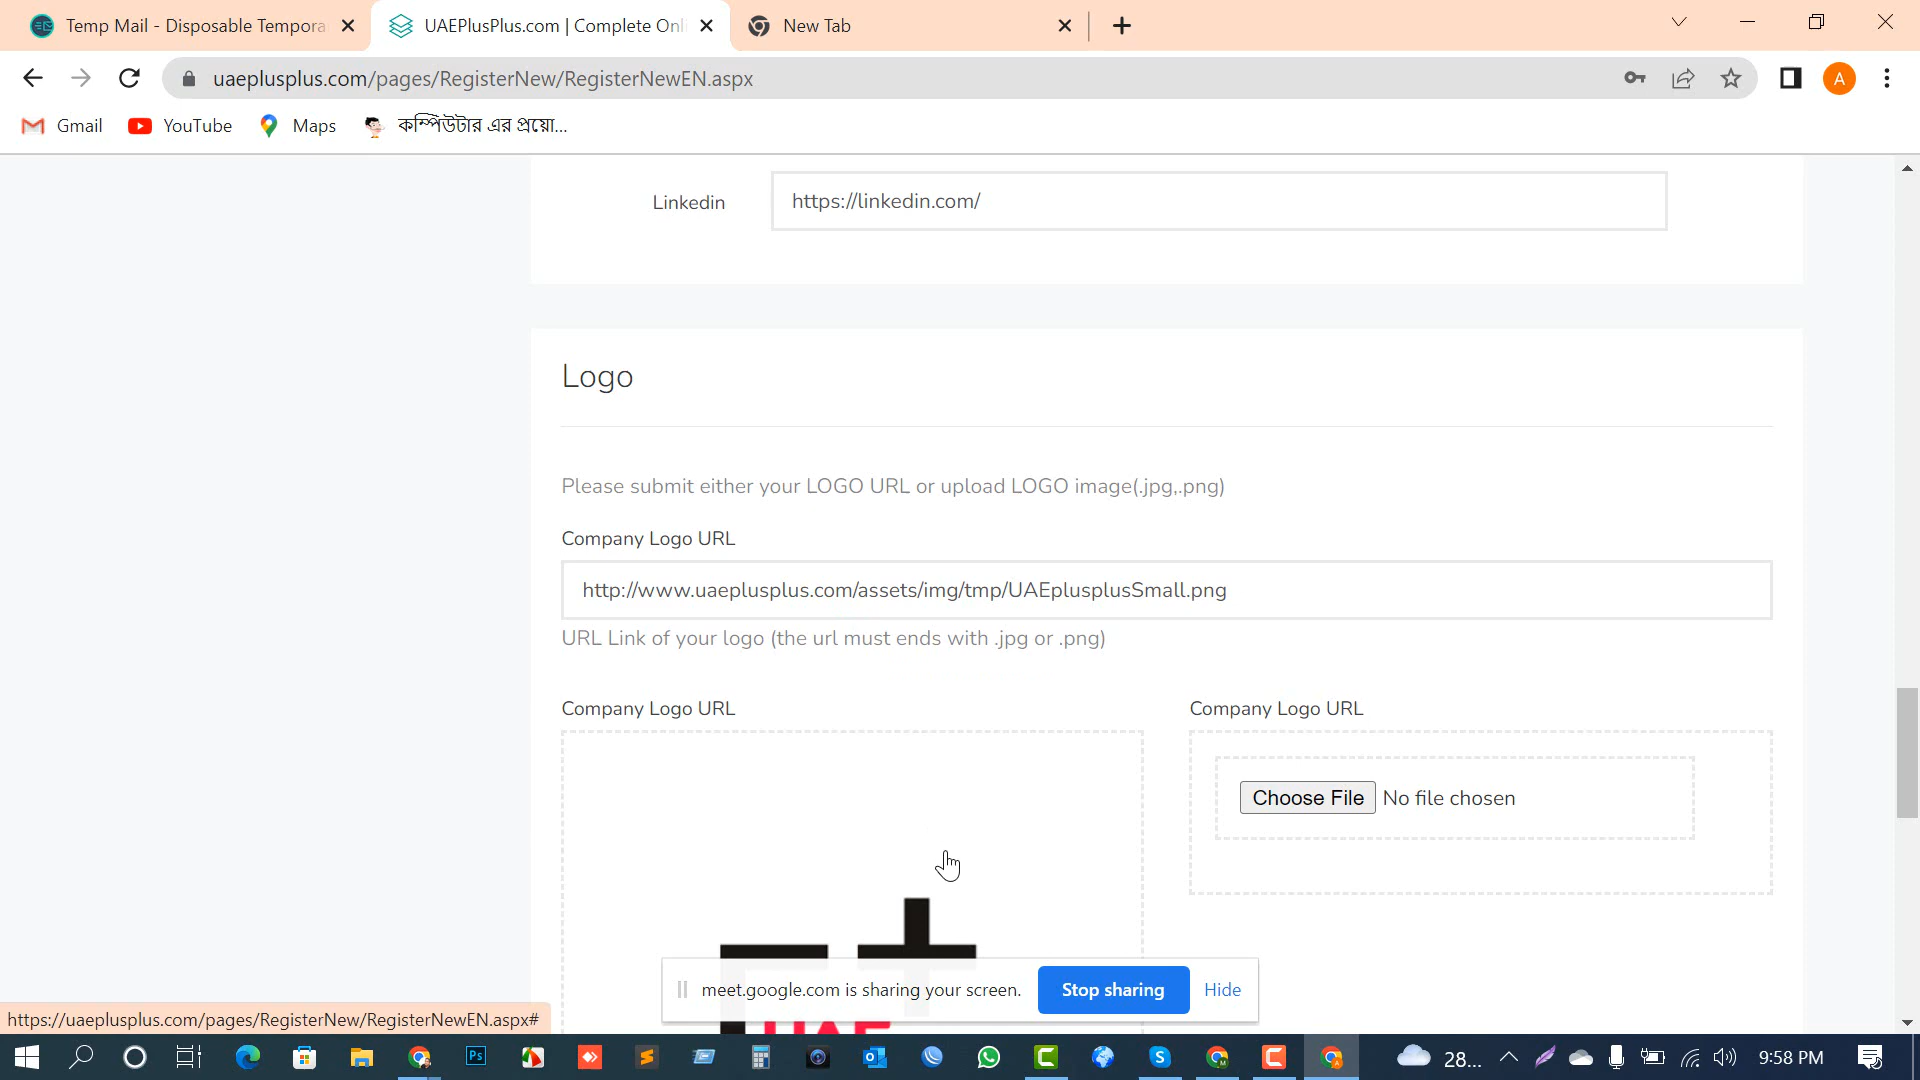 Temp Mail - Disposable Tempora
UAEPlusPlus.com | Complete Onli
New Tab
uaeplusplus.com/pages/RegisterNew/RegisterNewEN.aspx
A
Gmail
YouTube
Maps
কম্পিউটার এর প্রয়ো...
Linkedin
https://linkedin.com/
Logo
Please submit either your LOGO URL or upload LOGO image(.jpg,.png)
Company Logo URL
http://www.uaeplusplus.com/assets/img/tmp/UAEplusplusSmall.png
URL Link of your logo (the url must ends with .jpg or .png)
Company Logo URL
Company Logo URL
Choose File No file chosen
meet.google.com is sharing your screen.
Stop sharing
Hide
UAE
https://uaeplusplus.com/pages/RegisterNew/RegisterNewEN.aspx#
Ps
28...
9:58 PM